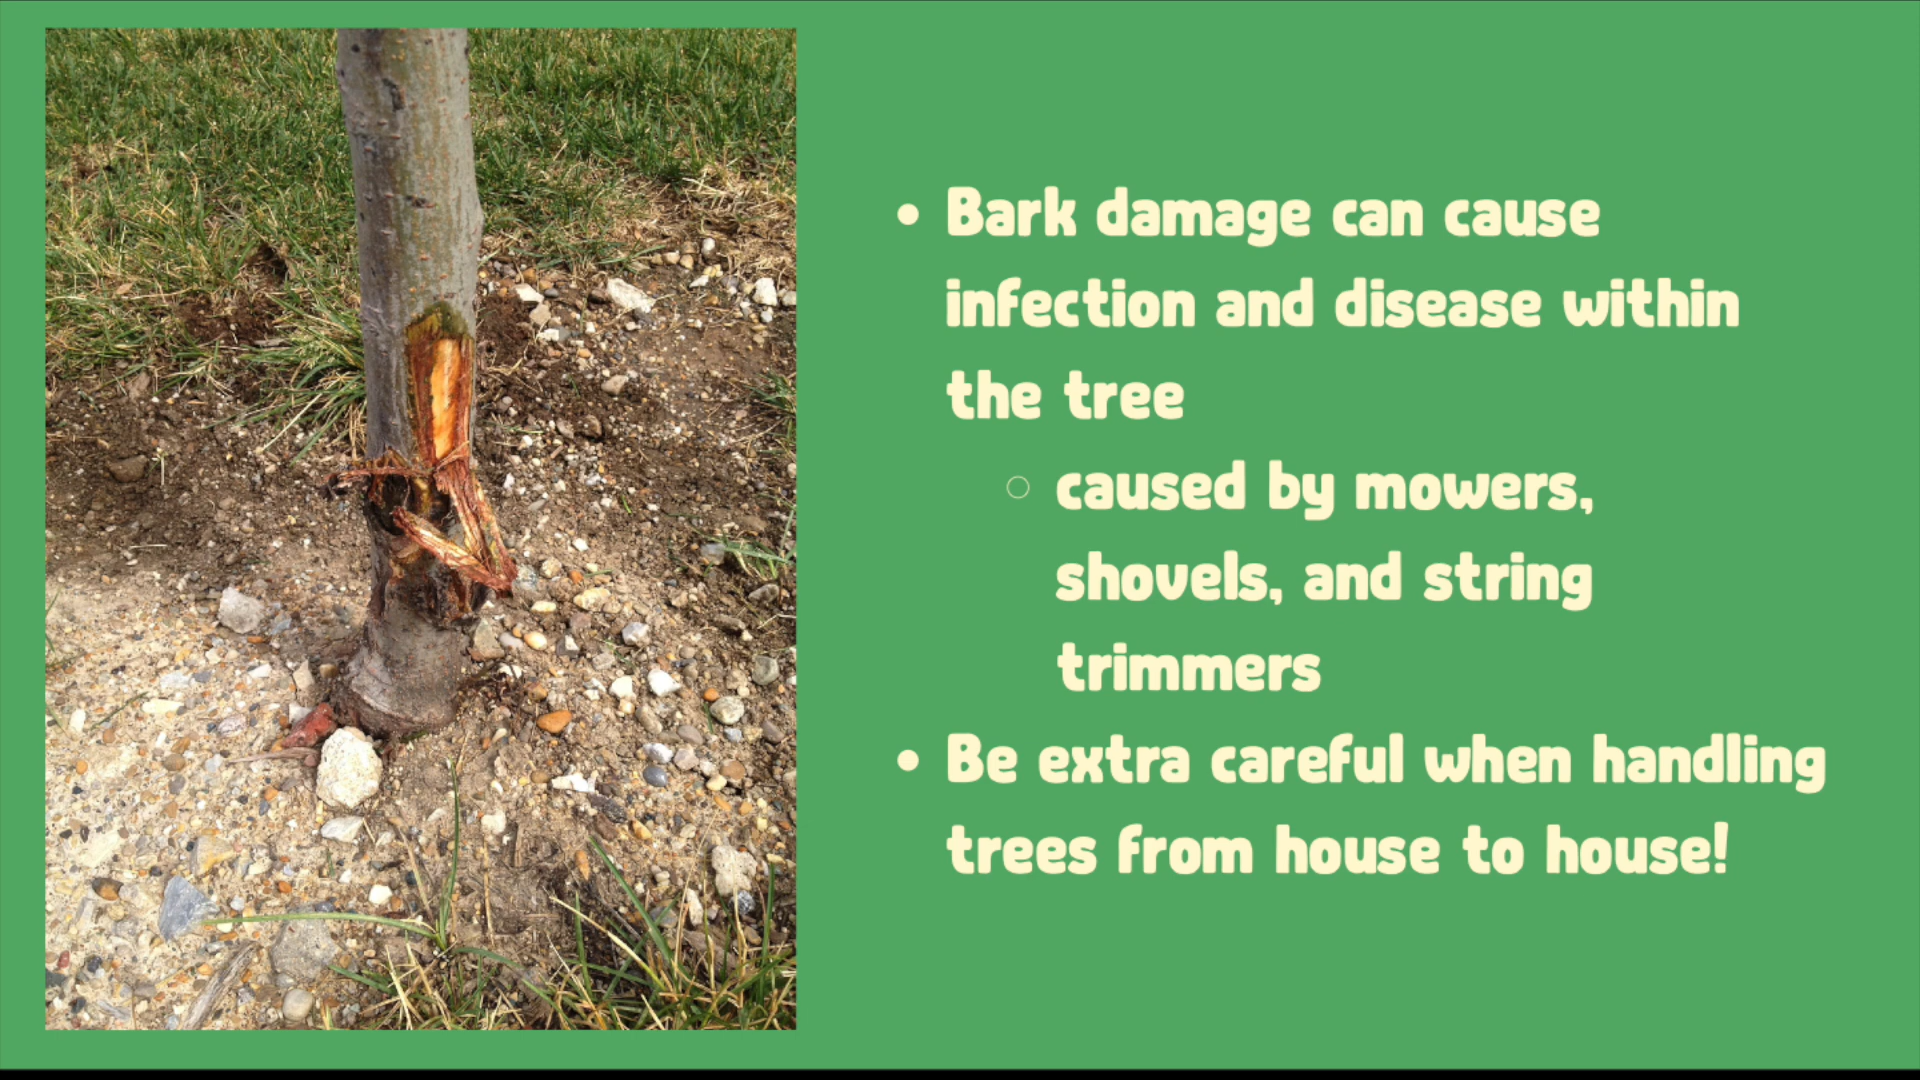 • Bark damage can cause
infection and disease within
the tree
○ caused by mowers,
shovels, and string
trimmers
• Be extra careful when handling
trees from house to house!